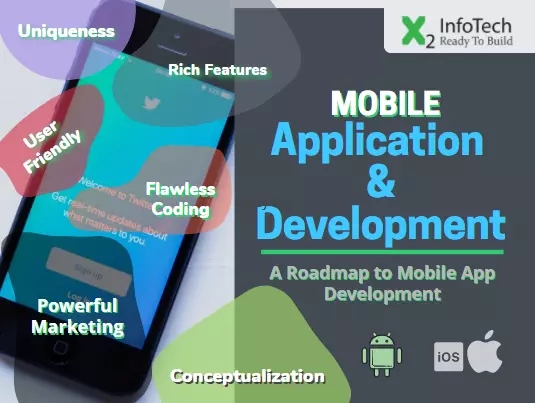 Uniqueness
Rich Features
User
Friendly
Flawless
Coding
Welcome to Twitter
Get real-time updates about
what matters to you.
Sign up
Log in
Powerful
Marketing
Conceptualization
X2 InfoTech
Ready To Build
MOBILE
Application
&
Development
A Roadmap to Mobile App
Development
iOS